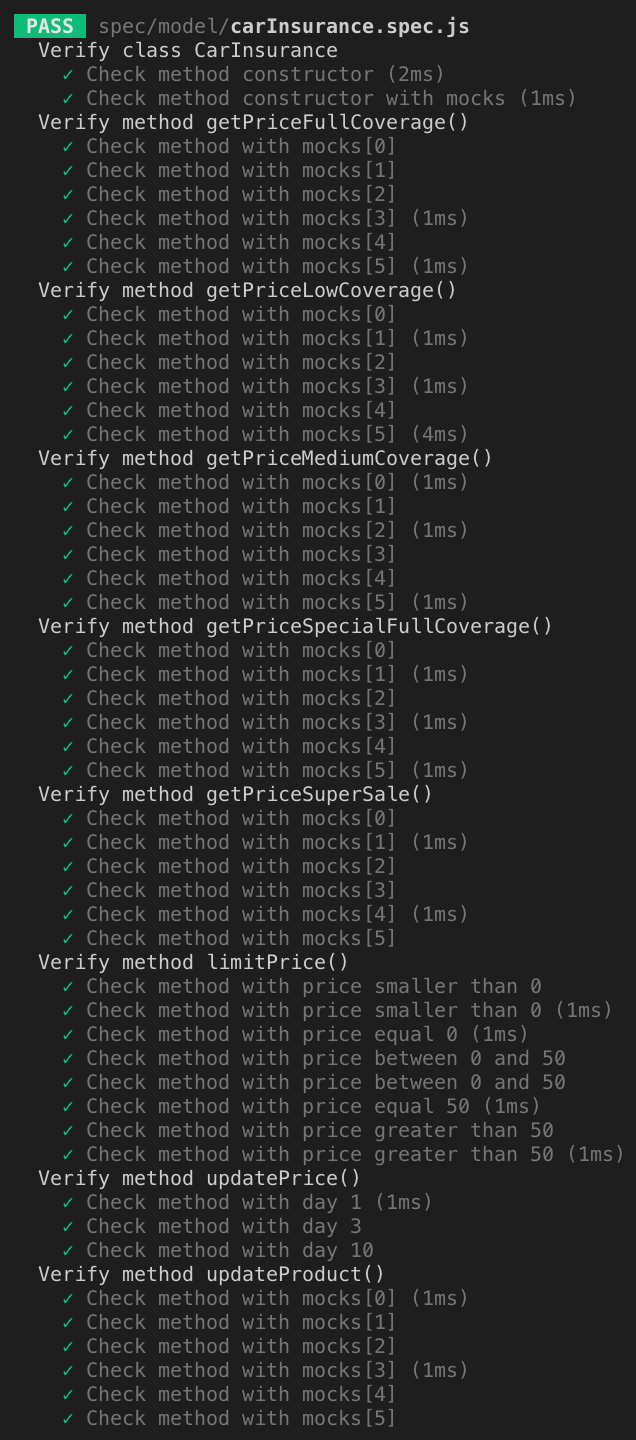 PASS spec/model/carInsurance.spec.js
Verify class CarInsurance
✓ Check method constructor (2ms)
✓ Check method constructor with mocks (1ms)
Verify method getPriceFullCoverage()
✓ Check method with mocks[0]
✓ Check method with mocks[1]
✓ Check method with mocks[2]
✓ Check method with mocks[3] (1ms)
✓ Check method with mocks[4]
✓ Check method with mocks[5] (1ms)
Verify method getPriceLowCoverage()
✓ Check method with mocks[0]
✓ Check method with mocks[1] (1ms)
✓ Check method with mocks[2]
✓ Check method with mocks[3] (1ms)
✓ Check method with mocks[4]
✓ Check method with mocks[5] (4ms)
Verify method getPriceMediumCoverage()
✓ Check method with mocks[0] (1ms)
✓ Check method with mocks[1]
✓ Check method with mocks[2] (1ms)
✓ Check method with mocks[3]
✓ Check method with mocks[4]
✓ Check method with mocks[5] (1ms)
Verify method getPriceSpecialFullCoverage()
✓ Check method with mocks[0]
✓ Check method with mocks[1] (1ms)
✓ Check method with mocks[2]
✓ Check method with mocks[3] (1ms)
✓ Check method with mocks[4]
✓ Check method with mocks[5] (1ms)
Verify method getPriceSuperSale()
✓ Check method with mocks[0]
✓ Check method with mocks[1] (1ms)
✓ Check method with mocks[2]
✓ Check method with mocks[3]
✓ Check method with mocks[4] (1ms)
✓ Check method with mocks[5]
Verify method limitPrice()
✓ Check method with price smaller than 0
✓ Check method with price smaller than 0 (1ms)
✓ Check method with price equal 0 (1ms)
✓ Check method with price between 0 and 50
✓ Check method with price between 0 and 50
✓ Check method with price equal 50 (1ms)
✓ Check method with price greater than 50
✓ Check method with price greater than 50 (1ms)
Verify method updatePrice()
✓ Check method with day 1 (1ms)
✓ Check method with day 3
✓ Check method with day 10
Verify method updateProduct()
✓ Check method with mocks[0] (1ms)
✓ Check method with mocks[1]
✓ Check method with mocks[2]
✓ Check method with mocks[3] (1ms)
✓ Check method with mocks[4]
✓ Check method with mocks[5]